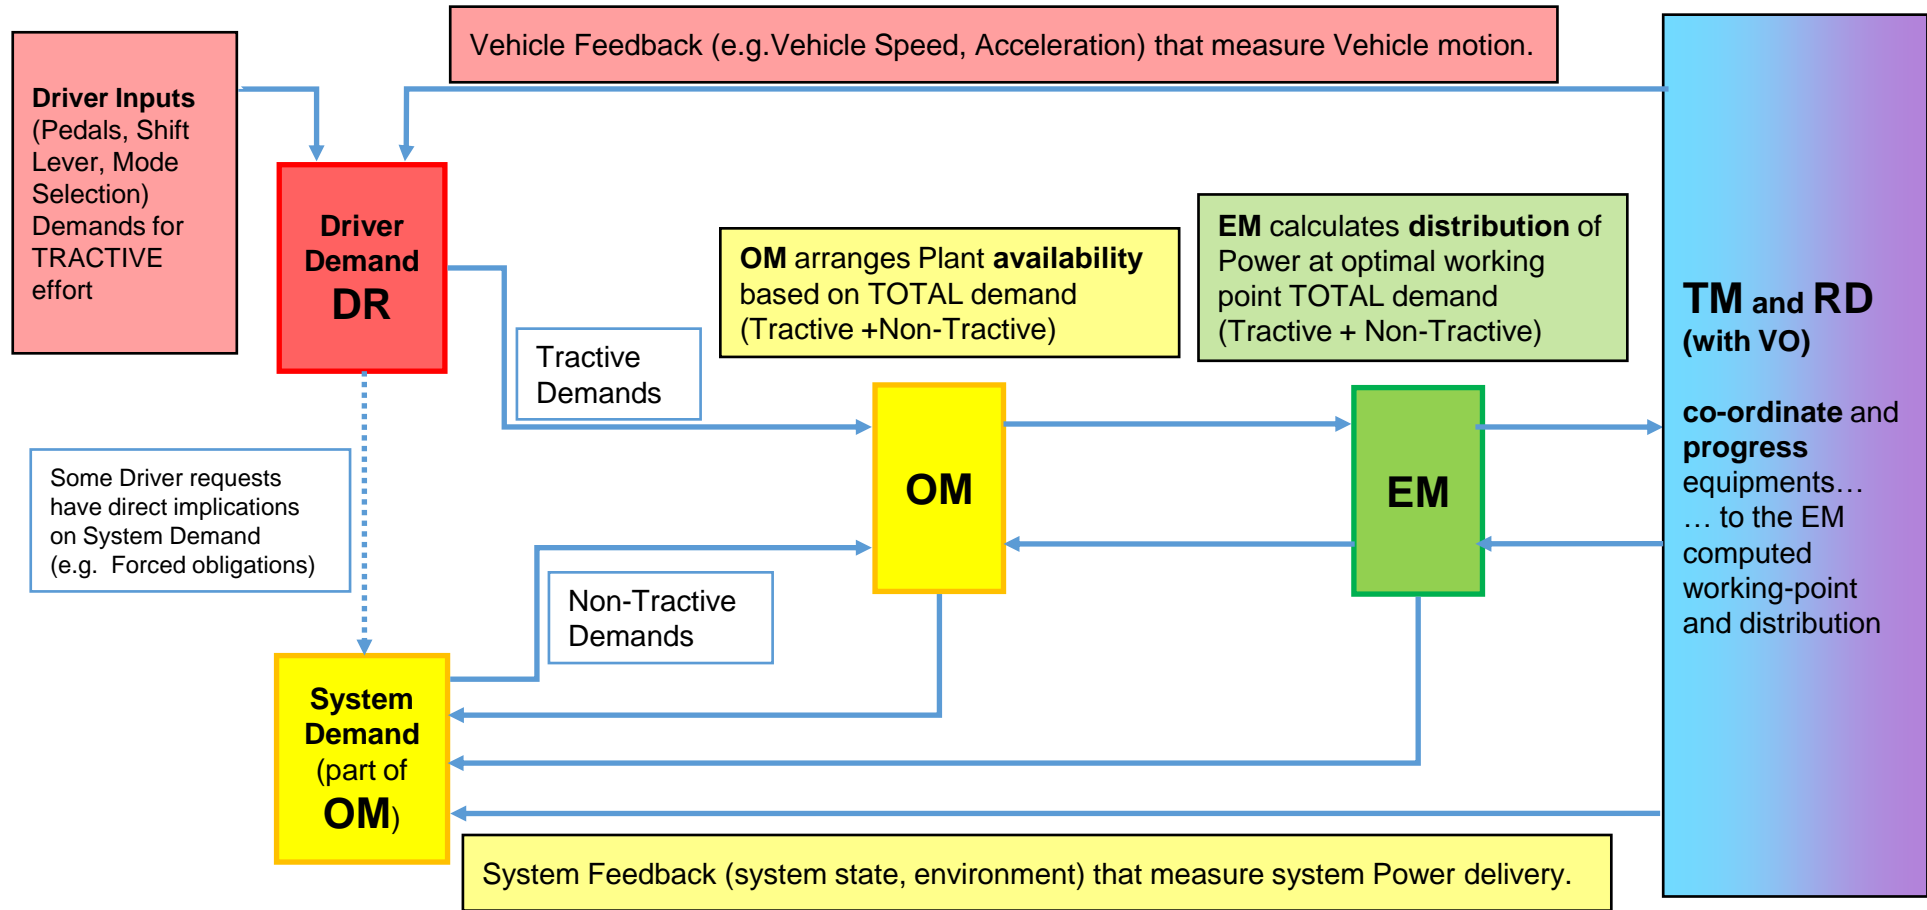 Vehicle Feedback (e.g.Vehicle Speed, Acceleration) that measure Vehicle motion.
Driver Inputs
(Pedals, Shift
Lever, Mode
Selection)
Demands for
TRACTIVE
effort
Driver
Demand
DR
OM arranges Plant availability
based on TOTAL demand
(Tractive +Non-Tractive)
EM calculates distribution of
Power at optimal working
point TOTAL demand
(Tractive + Non-Tractive)
TM and RD
(with VO)
co-ordinate and
progress
equipments…
… to the EM
computed
working-point
and distribution
Tractive
Demands
OM
EM
Some Driver requests
have direct implications
on System Demand
(e.g. Forced obligations)
Non-Tractive
Demands
System
Demand
(part of
OM)
System Feedback (system state, environment) that measure system Power delivery.